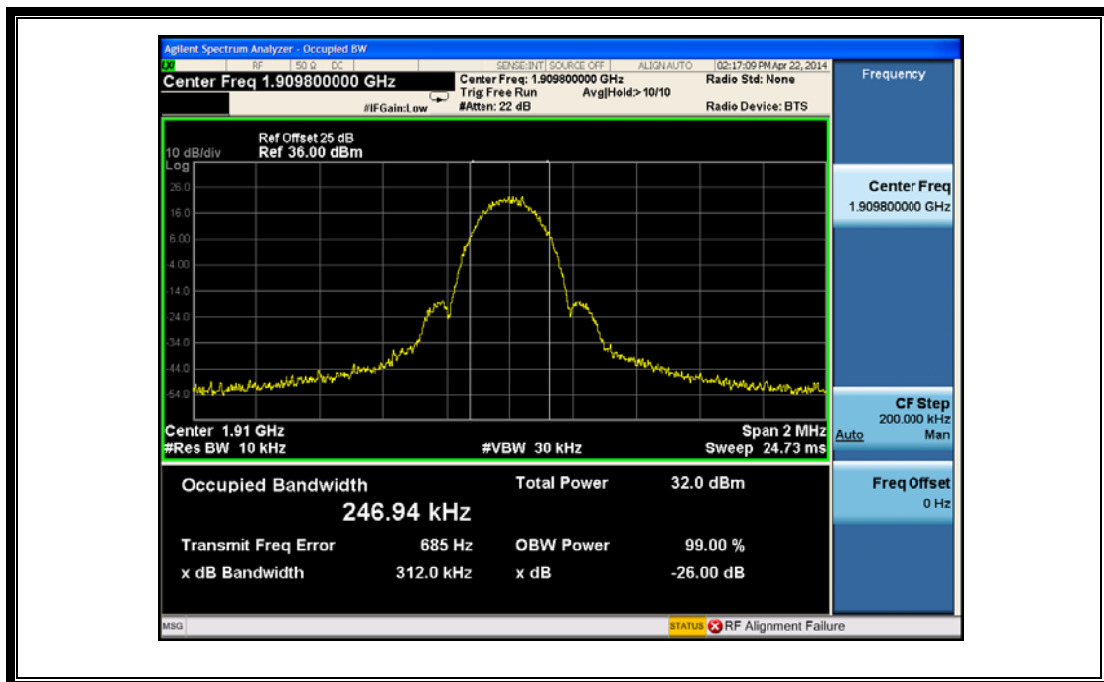 Agilent Spectrum Analyzer - Occupied BW
LXI RF 50 Ω DC SENSE:INT SOURCE OFF ALIGN AUTO 02:17:09 PM Apr 22, 2014
Center Freq 1.909800000 GHz
Center Freq: 1.909800000 GHz
Radio Std: None
Trig: Free Run Avg|Hold:> 10/10
#IFGain:Low
#Atten: 22 dB
Radio Device: BTS
Frequency
Ref Offset 25 dB
10 dB/div Ref 36.00 dBm
Log
26.0
16.0
6.00
-4.00
-14.0
-24.0
-34.0
-44.0
-54.0
Center Freq
1.909800000 GHz
Center 1.91 GHz Span 2 MHz
#Res BW 10 kHz #VBW 30 kHz Sweep 24.73 ms
CF Step
200.000 kHz
Auto Man
Occupied Bandwidth Total Power 32.0 dBm
246.94 kHz
Transmit Freq Error 685 Hz OBW Power 99.00 %
x dB Bandwidth 312.0 kHz x dB -26.00 dB
Freq Offset
0 Hz
MSG STATUS RF Alignment Failure